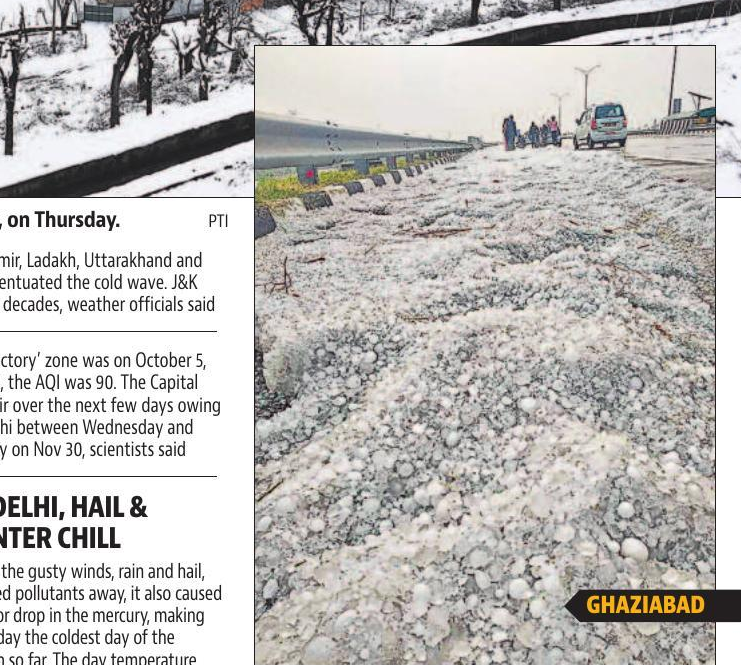 , on Thursday.
PTI
mir, Ladakh, Uttarakhand and
entuated the cold wave. J&K
decades, weather officials said
ctory’ zone was on October 5,
, the AQI was 90. The Capital
ir over the next few days owing
hi between Wednesday and
y on Nov 30, scientists said
DELHI, HAIL &
NTER CHILL
the gusty winds, rain and hail,
ed pollutants away, it also caused
or drop in the mercury, making
day the coldest day of the
n so far. The day temperature
GHAZIABAD